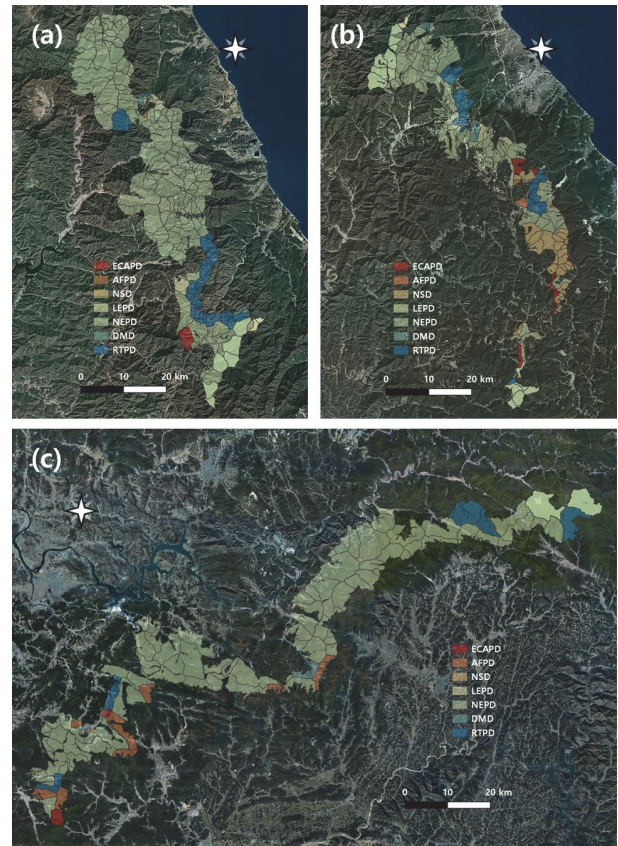 (a)
ECAPD
AFPD
NSD
LEPD
NEPD
DMD
RTPD
0 10 20 km
(b)
ECAPD
AFPD
NSD
LEPD
NEPD
DMD
RTPD
0 10 20 km
(c)
ECAPD
AFPD
NSD
LEPD
NEPD
DMD
RTPD
0 10 20 km